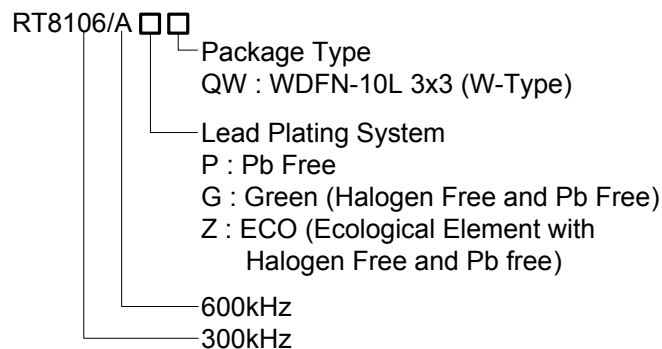 RT8106/A
Package Type
QW : WDFN-10L 3x3 (W-Type)
Lead Plating System
P : Pb Free
G : Green (Halogen Free and Pb Free)
Z : ECO (Ecological Element with
Halogen Free and Pb free)
600kHz
300kHz